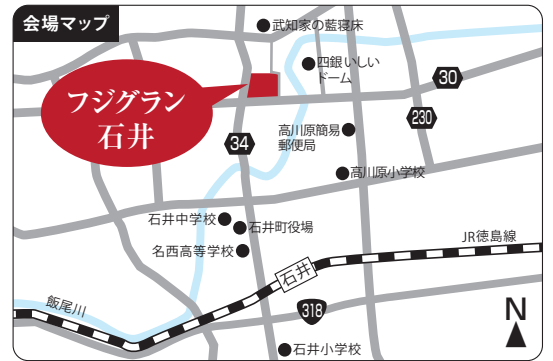 会場マップ
武知家の藍寝床
四銀いしい
ドーム
30
フジグラン
石井
230
34
高川原簡易
郵便局
高川原小学校
石井中学校
石井町役場
名西高等学校
JR徳島線
石井
飯尾川
318
N
石井小学校